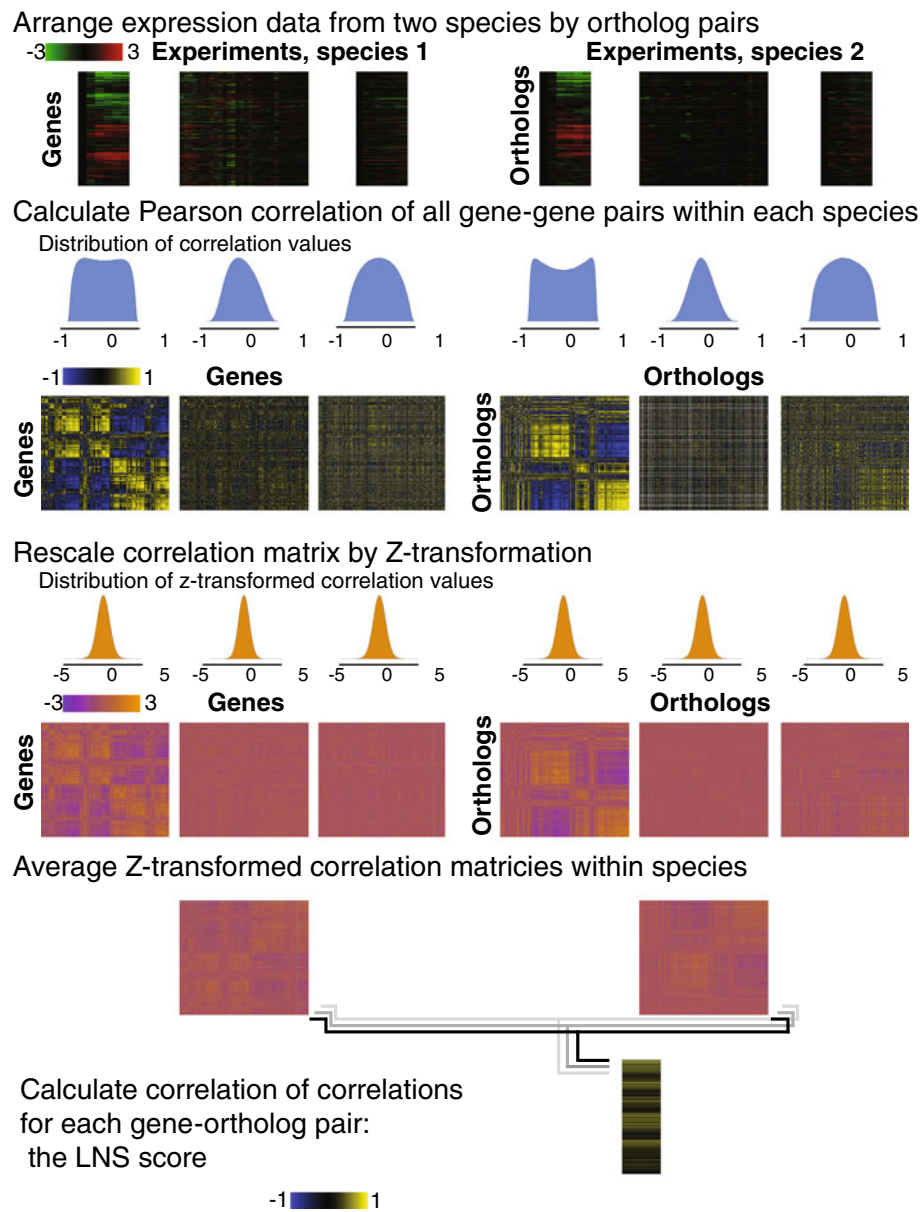 Arrange expression data from two species by ortholog pairs
-3 3 Experiments, species 1 Experiments, species 2
Genes Orthologs
Calculate Pearson correlation of all gene-gene pairs within each species
Distribution of correlation values
-1 0 1 -1 0 1 -1 0 1 -1 0 1 -1 0 1 -1 0 1
-1 1 Genes Orthologs
Genes Orthologs
Rescale correlation matrix by Z-transformation
Distribution of z-transformed correlation values
-5 0 5 -5 0 5 -5 0 5 -5 0 5 -5 0 5 -5 0 5
-3 3 Genes Orthologs
Genes Orthologs
Average Z-transformed correlation matricies within species
Calculate correlation of correlations
for each gene-ortholog pair:
the LNS score
-1 1